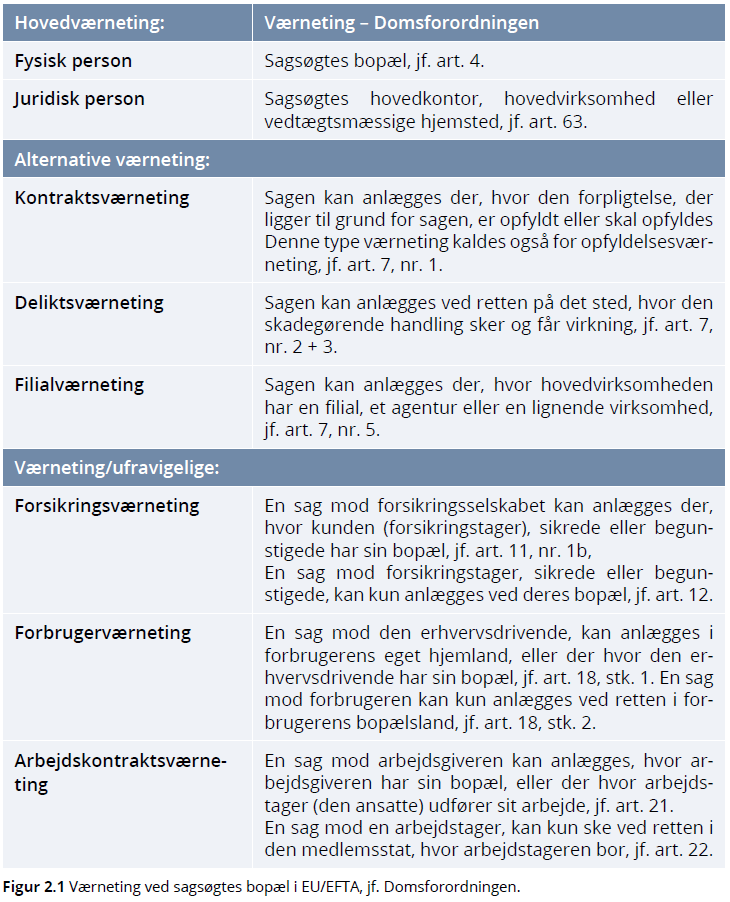 Hovedværneting: Værneting – Domsforordningen
Fysisk person Sagsøgtes bopæl, jf. art. 4.
Juridisk person Sagsøgtes hovedkontor, hovedvirksomhed eller
vedtægtsmæssige hjemsted, jf. art. 63.
Alternative værneting:
Kontraktsværneting Sagen kan anlægges der, hvor den forpligtelse, der
ligger til grund for sagen, er opfyldt eller skal opfyldes
Denne type værneting kaldes også for opfyldelsesvær-
neting, jf. art. 7, nr. 1.
Deliktsværneting Sagen kan anlægges ved retten på det sted, hvor den
skadegørende handling sker og får virkning, jf. art. 7,
nr. 2 + 3.
Filialværneting Sagen kan anlægges der, hvor hovedvirksomheden
har en filial, et agentur eller en lignende virksomhed,
jf. art. 7, nr. 5.
Værneting/ufravigelige:
Forsikringsværneting En sag mod forsikringsselskabet kan anlægges der,
hvor kunden (forsikringstager), sikrede eller begun-
stigede har sin bopæl, jf. art. 11, nr. 1b,
En sag mod forsikringstager, sikrede eller begun-
stigede, kan kun anlægges ved deres bopæl, jf. art. 12.
Forbrugerværneting En sag mod den erhvervsdrivende, kan anlægges i
forbrugerens eget hjemland, eller der hvor den er-
hvervsdrivende har sin bopæl, jf. art. 18, stk. 1. En sag
mod forbrugeren kan kun anlægges ved retten i for-
brugerens bopælsland, jf. art. 18, stk. 2.
Arbejdskontraktsværne- En sag mod arbejdsgiveren kan anlægges, hvor ar-
ting bejdsgiveren har sin bopæl, eller der hvor arbejds-
tager (den ansatte) udfører sit arbejde, jf. art. 21.
En sag mod en arbejdstager, kan kun ske ved retten i
den medlemsstat, hvor arbejdstageren bor, jf. art. 22.
Figur 2.1 Værneting ved sagsøgtes bopæl i EU/EFTA, jf. Domsforordningen.